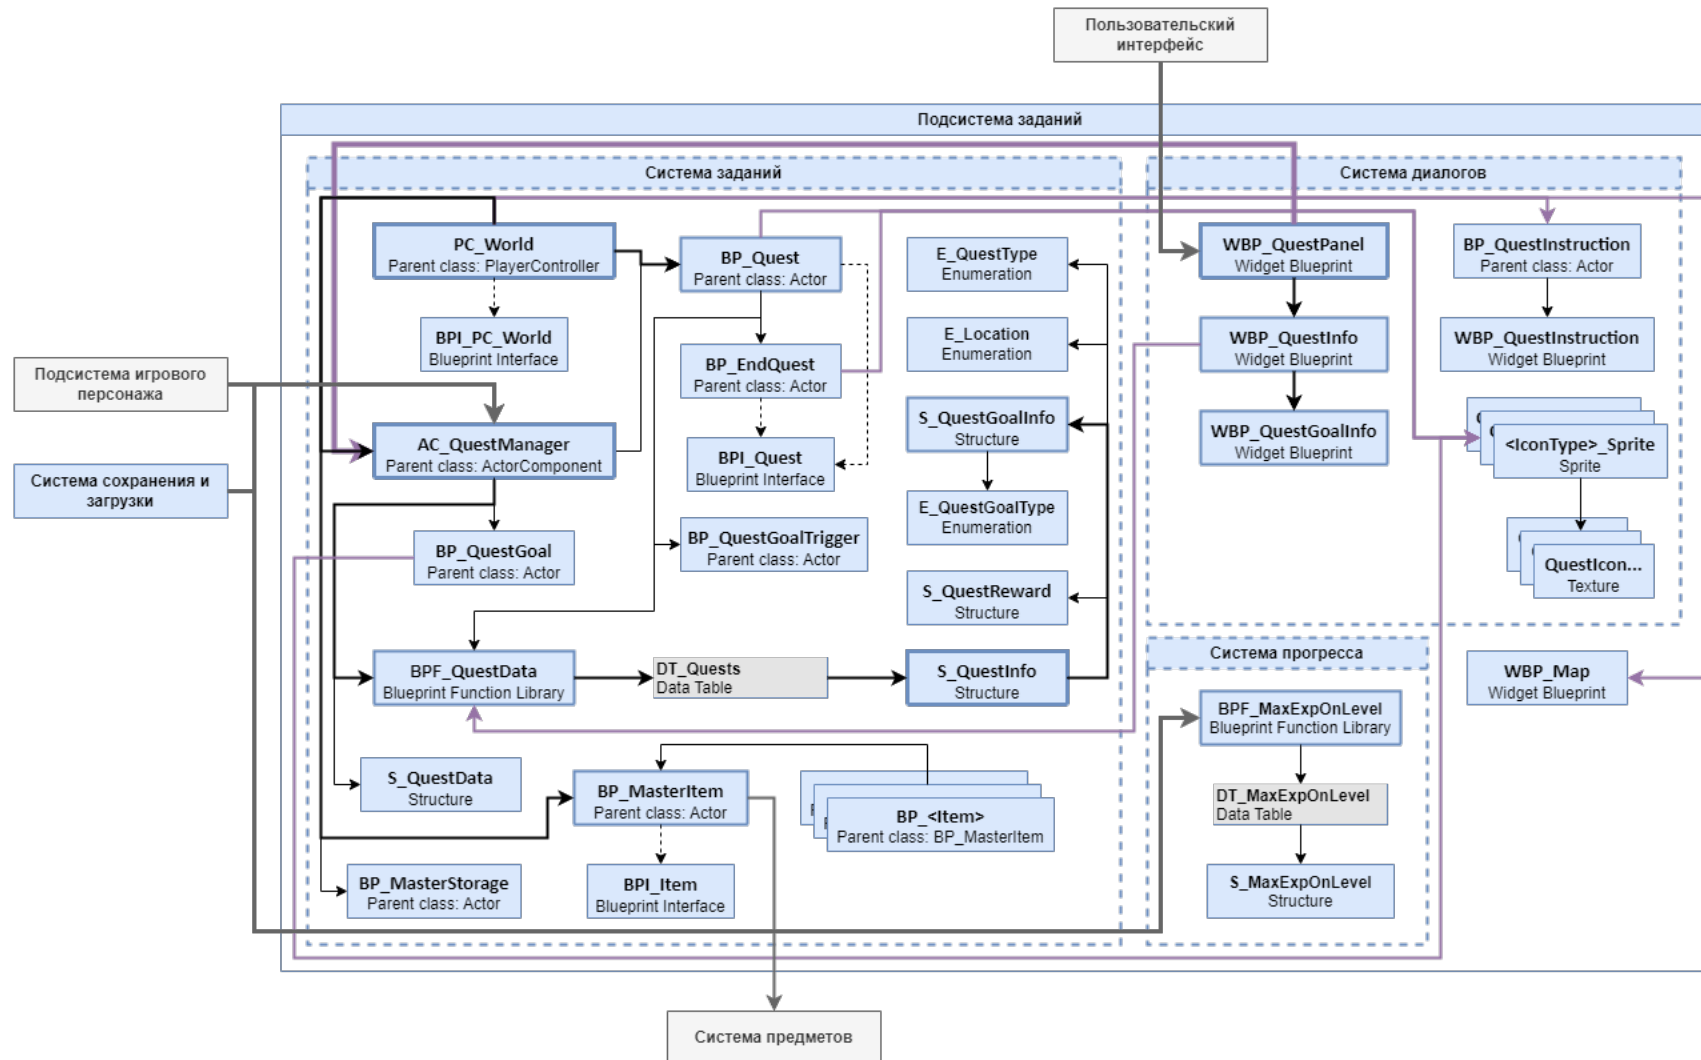 Пользовательский
интерфейс
Подсистема заданий
Система заданий
Система диалогов
PC_World
Parent class: PlayerController
BP_Quest
Parent class: Actor
E_QuestType
Enumeration
WBP_QuestPanel
Widget Blueprint
BP_QuestInstruction
Parent class: Actor
BPI_PC_World
Blueprint Interface
BP_EndQuest
Parent class: Actor
E_Location
Enumeration
WBP_QuestInfo
Widget Blueprint
WBP_QuestInstruction
Widget Blueprint
Подсистема игрового
персонажа
AC_QuestManager
Parent class: ActorComponent
BPI_Quest
Blueprint Interface
S_QuestGoalInfo
Structure
WBP_QuestGoalInfo
Widget Blueprint
<IconType>_Sprite
Sprite
Система сохранения и
загрузки
BP_QuestGoal
Parent class: Actor
BP_QuestGoalTrigger
Parent class: Actor
E_QuestGoalType
Enumeration
QuestIcon...
Texture
S_QuestReward
Structure
BPF_QuestData
Blueprint Function Library
DT_Quests
Data Table
S_QuestInfo
Structure
Система прогресса
WBP_Map
Widget Blueprint
BPF_MaxExpOnLevel
Blueprint Function Library
S_QuestData
Structure
BP_MasterItem
Parent class: Actor
BP_<Item>
Parent class: BP_MasterItem
DT_MaxExpOnLevel
Data Table
BP_MasterStorage
Parent class: Actor
BPI_Item
Blueprint Interface
S_MaxExpOnLevel
Structure
Система предметов